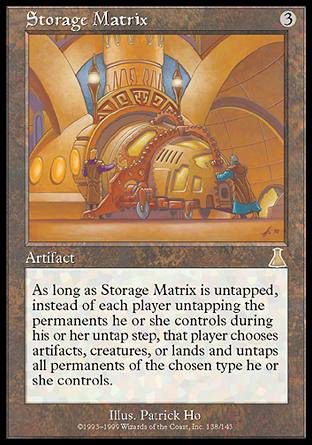 Storage Matrix 3
Artifact
As long as Storage Matrix is untapped,
instead of each player untapping the
permanents he or she controls during
his or her untap step, that player chooses
artifacts, creatures, or lands and untaps
all permanents of the chosen type he or
she controls.
Illus. Patrick Ho
©1993–1999 Wizards of the Coast, Inc. 138/143